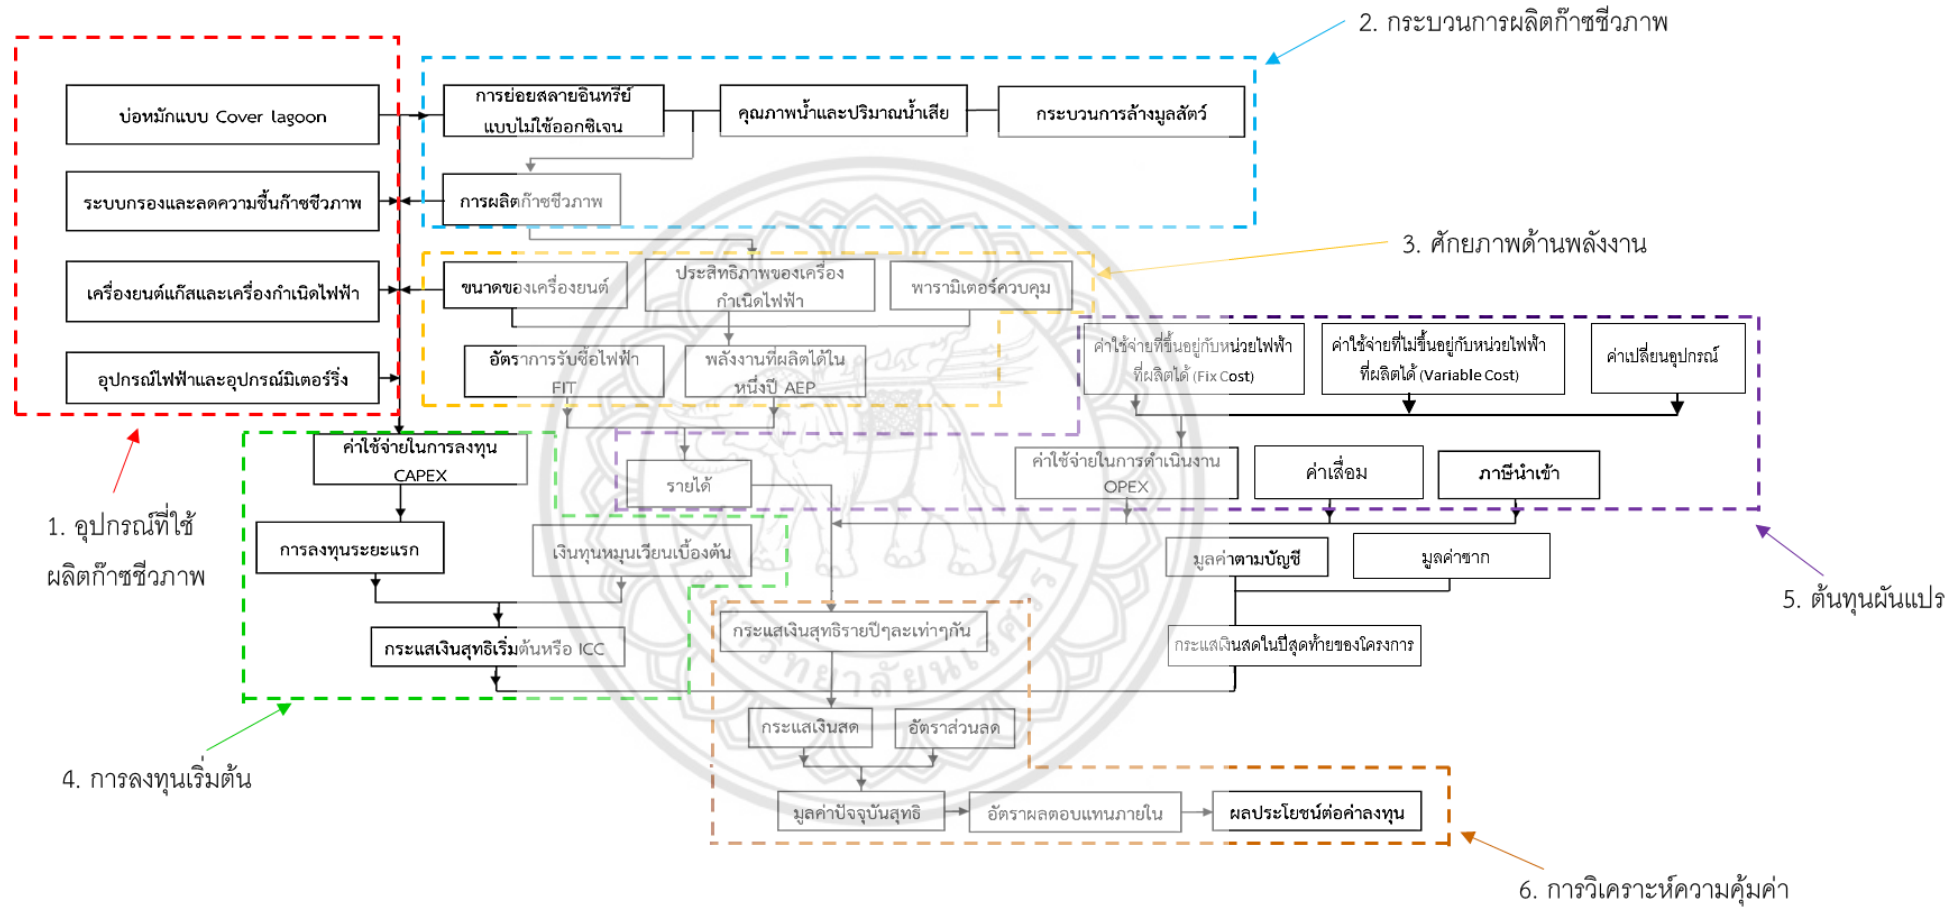 2. กระบวนการผลิตก๊าซชีวภาพ
บ่อหมักแบบ Cover lagoon
การย่อยสลายอินทรีย์
แบบไม่ใช้ออกซิเจน
คุณภาพน้ำและปริมาณน้ำเสีย
กระบวนการล้างมูลสัตว์
ระบบกรองและลดความชื้นก๊าซชีวภาพ
การผลิตก๊าซชีวภาพ
3. ศักยภาพด้านพลังงาน
เครื่องยนต์แก๊สและเครื่องกำเนิดไฟฟ้า
ขนาดของเครื่องยนต์
ประสิทธิภาพของเครื่อง
กำเนิดไฟฟ้า
พารามิเตอร์ควบคุม
อุปกรณ์ไฟฟ้าและอุปกรณ์มิเตอร์ริ่ง
อัตราการรับซื้อไฟฟ้า
FIT
พลังงานที่ผลิตได้ใน
หนึ่งปี AEP
ค่าใช้จ่ายที่ขึ้นอยู่กับหน่วยไฟฟ้า
ที่ผลิตได้ (Fix Cost)
ค่าใช้จ่ายที่ไม่ขึ้นอยู่กับหน่วยไฟฟ้า
ที่ผลิตได้ (Variable Cost)
ค่าเปลี่ยนอุปกรณ์
ค่าใช้จ่ายในการลงทุน
CAPEX
รายได้
ค่าใช้จ่ายในการดำเนินงาน
OPEX
ค่าเสื่อม
ภาษีนำเข้า
1. อุปกรณ์ที่ใช้
ผลิตก๊าซชีวภาพ
การลงทุนระยะแรก
เงินทุนหมุนเวียนเบื้องต้น
มูลค่าตามบัญชี
มูลค่าซาก
5. ต้นทุนผันแปร
กระแสเงินสุทธิเริ่มต้นหรือ ICC
กระแสเงินสุทธิรายปีๆละเท่าๆกัน
กระแสเงินสดในปีสุดท้ายของโครงการ
มหาวิทยาลัยนเรศวร
กระแสเงินสด
อัตราส่วนลด
4. การลงทุนเริ่มต้น
มูลค่าปัจจุบันสุทธิ
อัตราผลตอบแทนภายใน
ผลประโยชน์ต่อค่าลงทุน
6. การวิเคราะห์ความคุ้มค่า